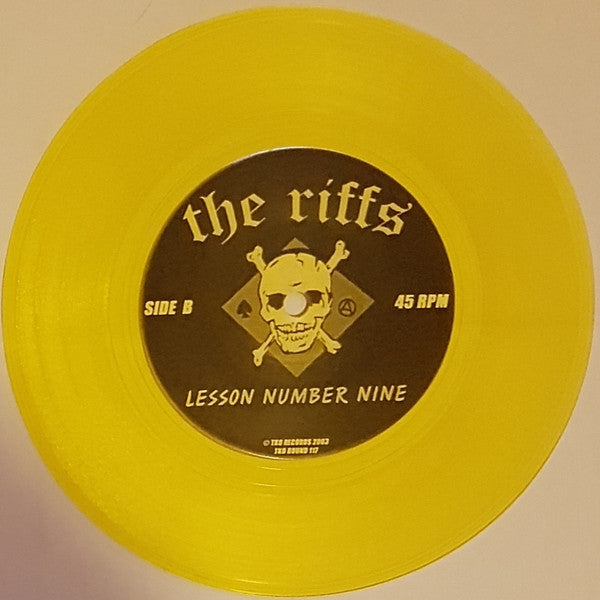 the riffs
SIDE B
45 RPM
LESSON NUMBER NINE
© TKO RECORDS 2003
TKO ROUND 117